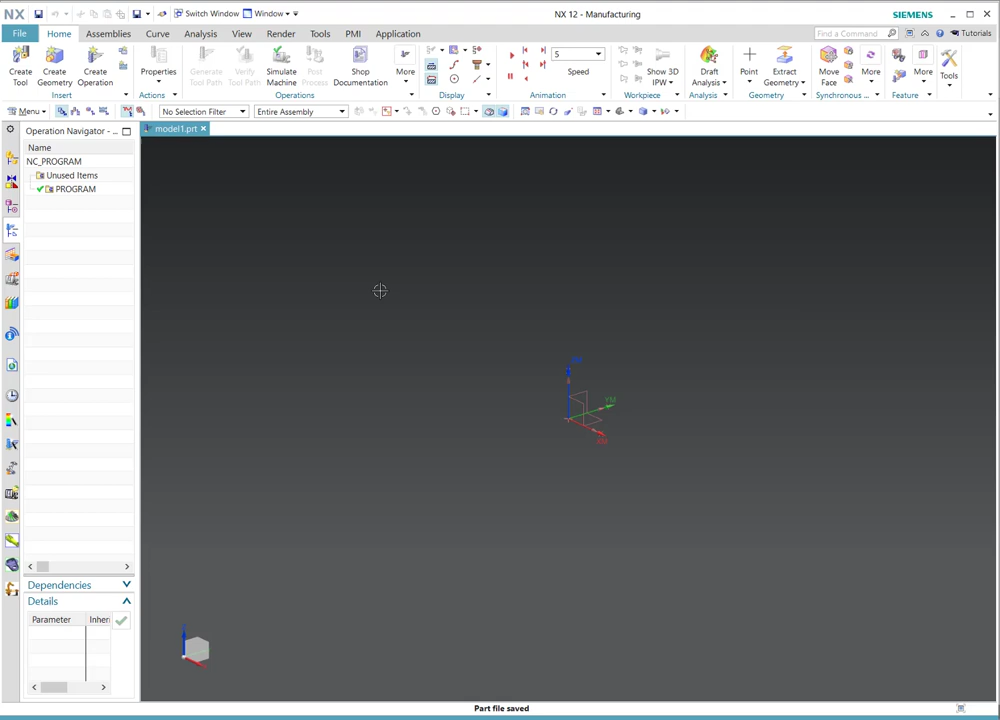 NX
Switch Window
Window
NX 12 - Manufacturing
SIEMENS
File
Home
Assemblies
Curve
Analysis
View
Render
Tools
PMI
Application
Find a Command
Tutorials
Create Tool
Create Geometry
Create Operation
Insert
Properties
Actions
Generate Tool Path
Verify Tool Path
Simulate Machine
Post Process
Shop Documentation
More
Operations
Display
5
Speed
Animation
Show 3D IPW
Workpiece
Draft Analysis
Analysis
Point
Extract Geometry
Geometry
Move Face
More
Synchronous ...
More
Feature
Tools
Menu
No Selection Filter
Entire Assembly
Operation Navigator - ...
model1.prt
Name
NC_PROGRAM
Unused Items
PROGRAM
YM
Dependencies
Details
Parameter
Inheri
Part file saved